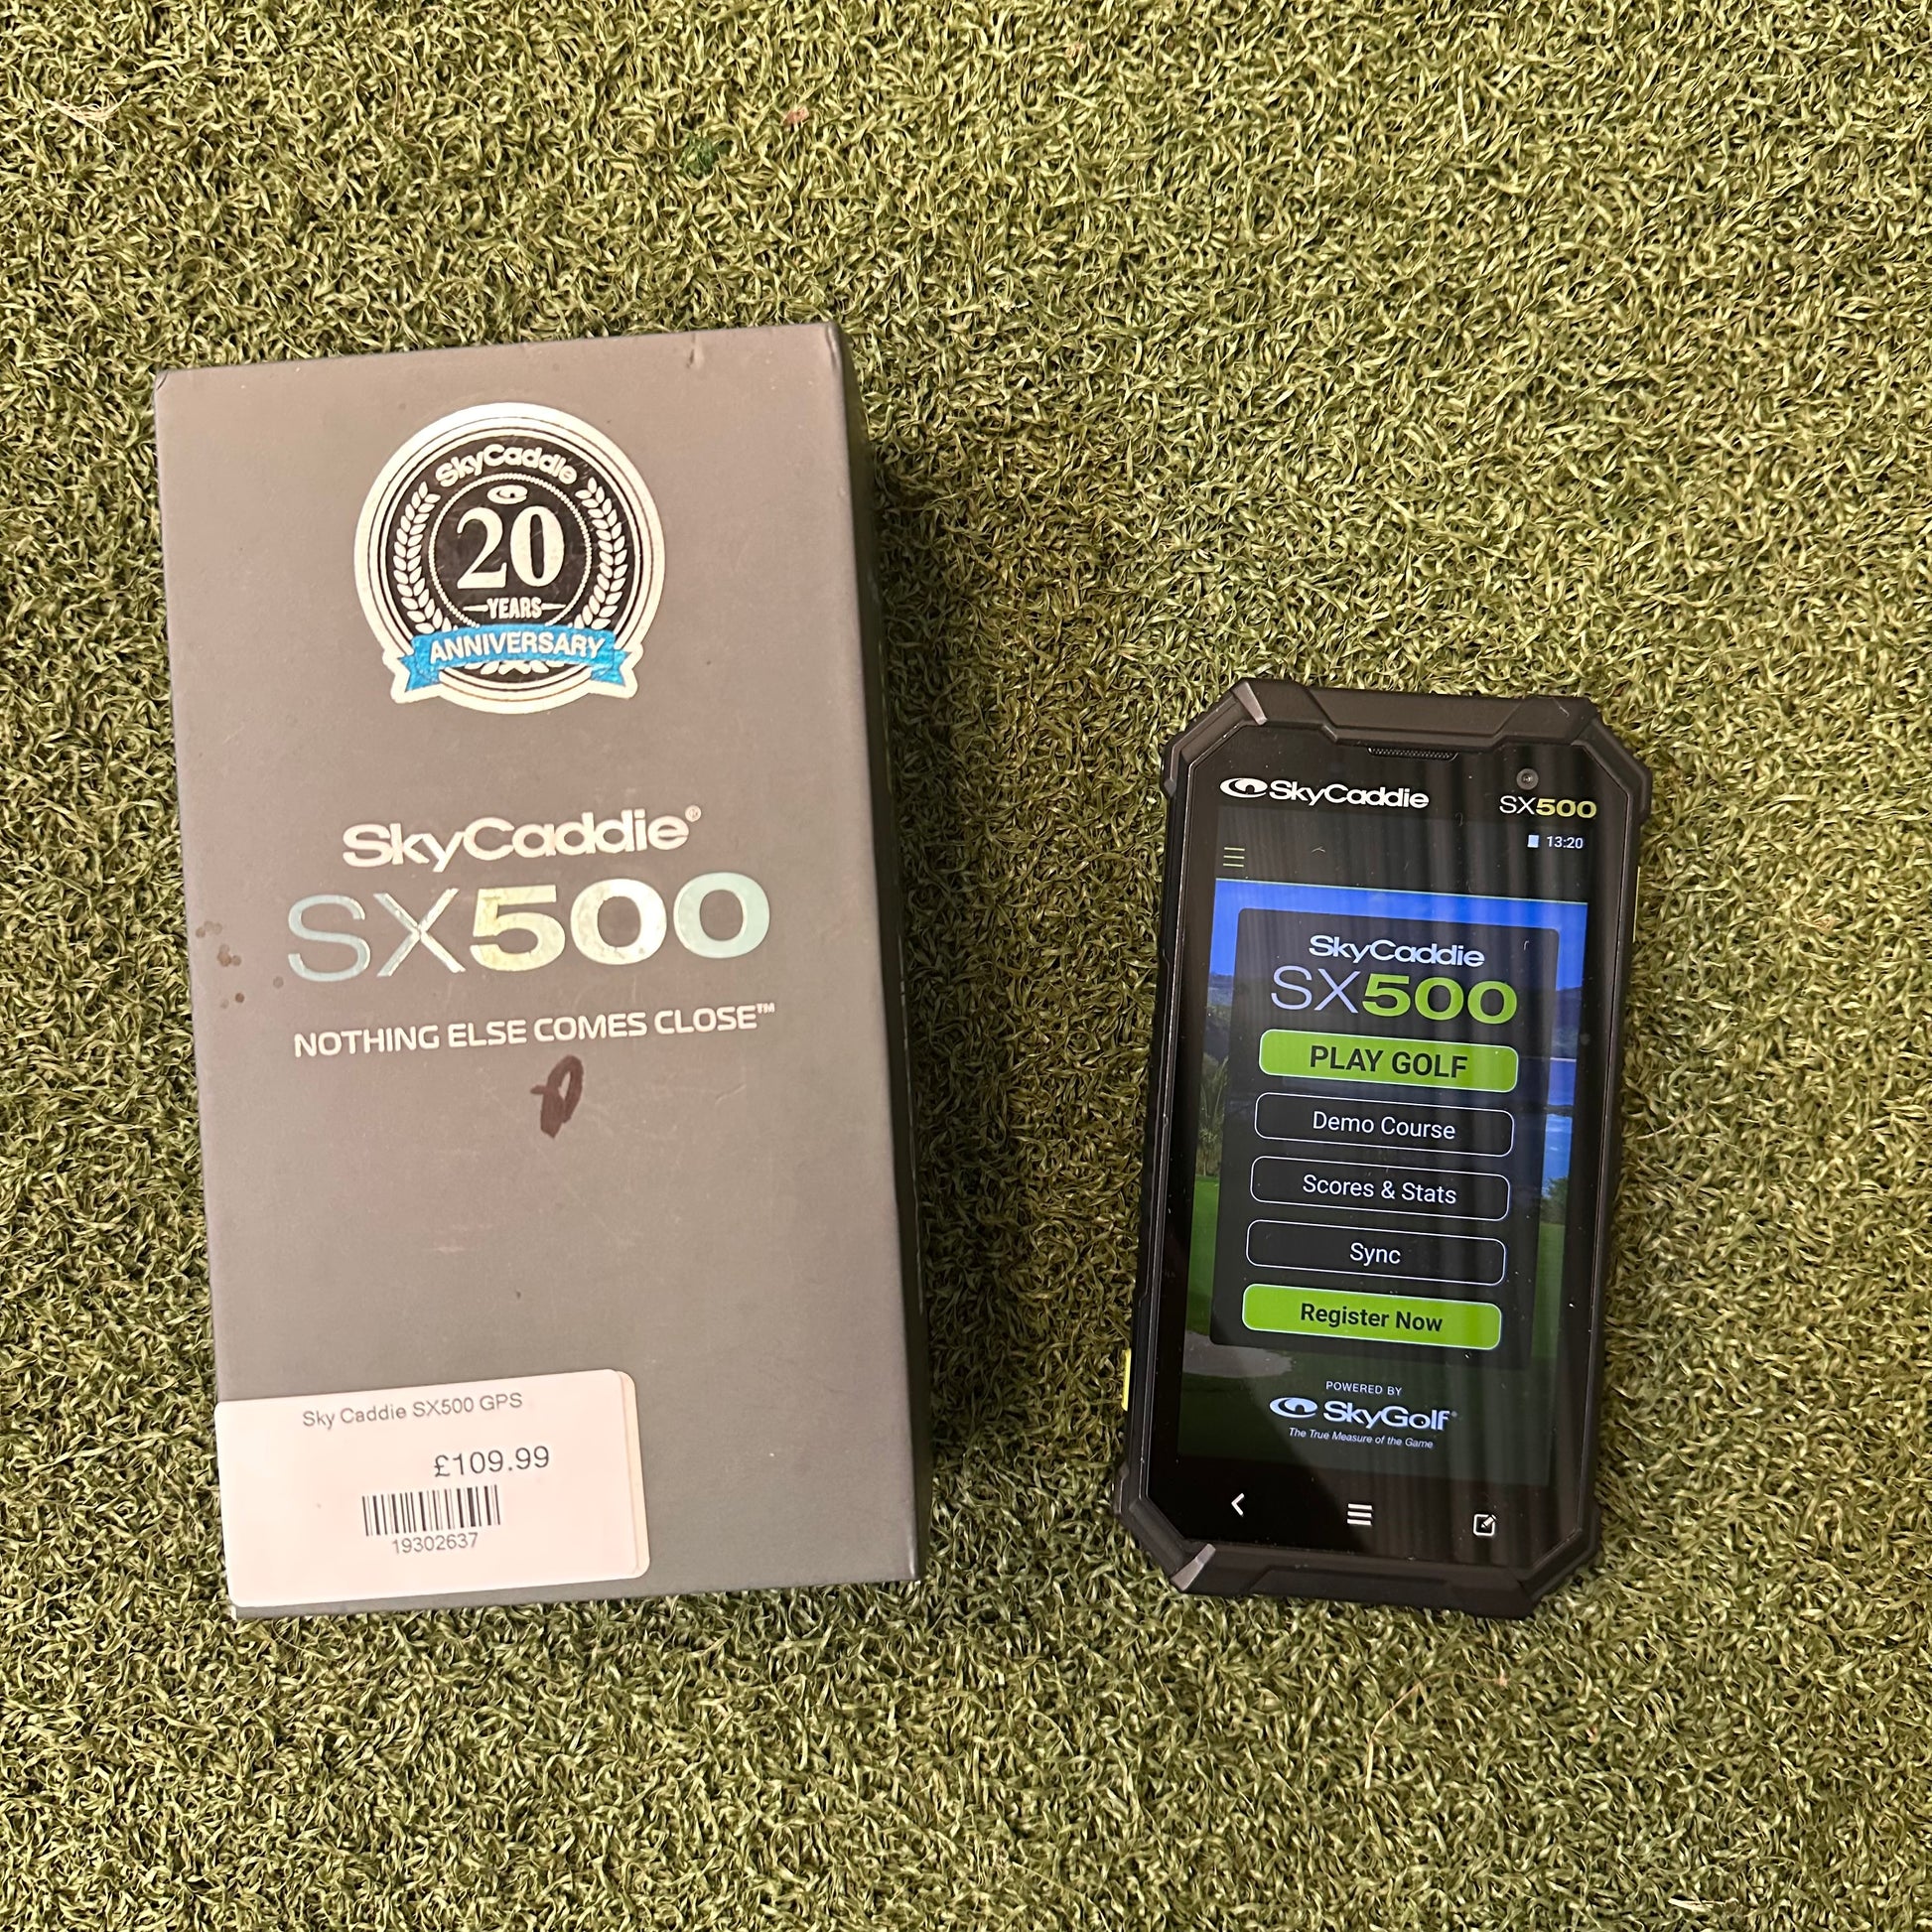 SkyCaddie
20
YEARS
ANNIVERSARY
SkyCaddie®
SX500
NOTHING ELSE COMES CLOSE™
Sky Caddie SX500 GPS
£109.99
19302637
SkyCaddie
SX500
13:20
SkyCaddie
SX500
PLAY GOLF
Demo Course
Scores & Stats
Sync
Register Now
POWERED BY
SkyGolf®
The True Measure of the Game